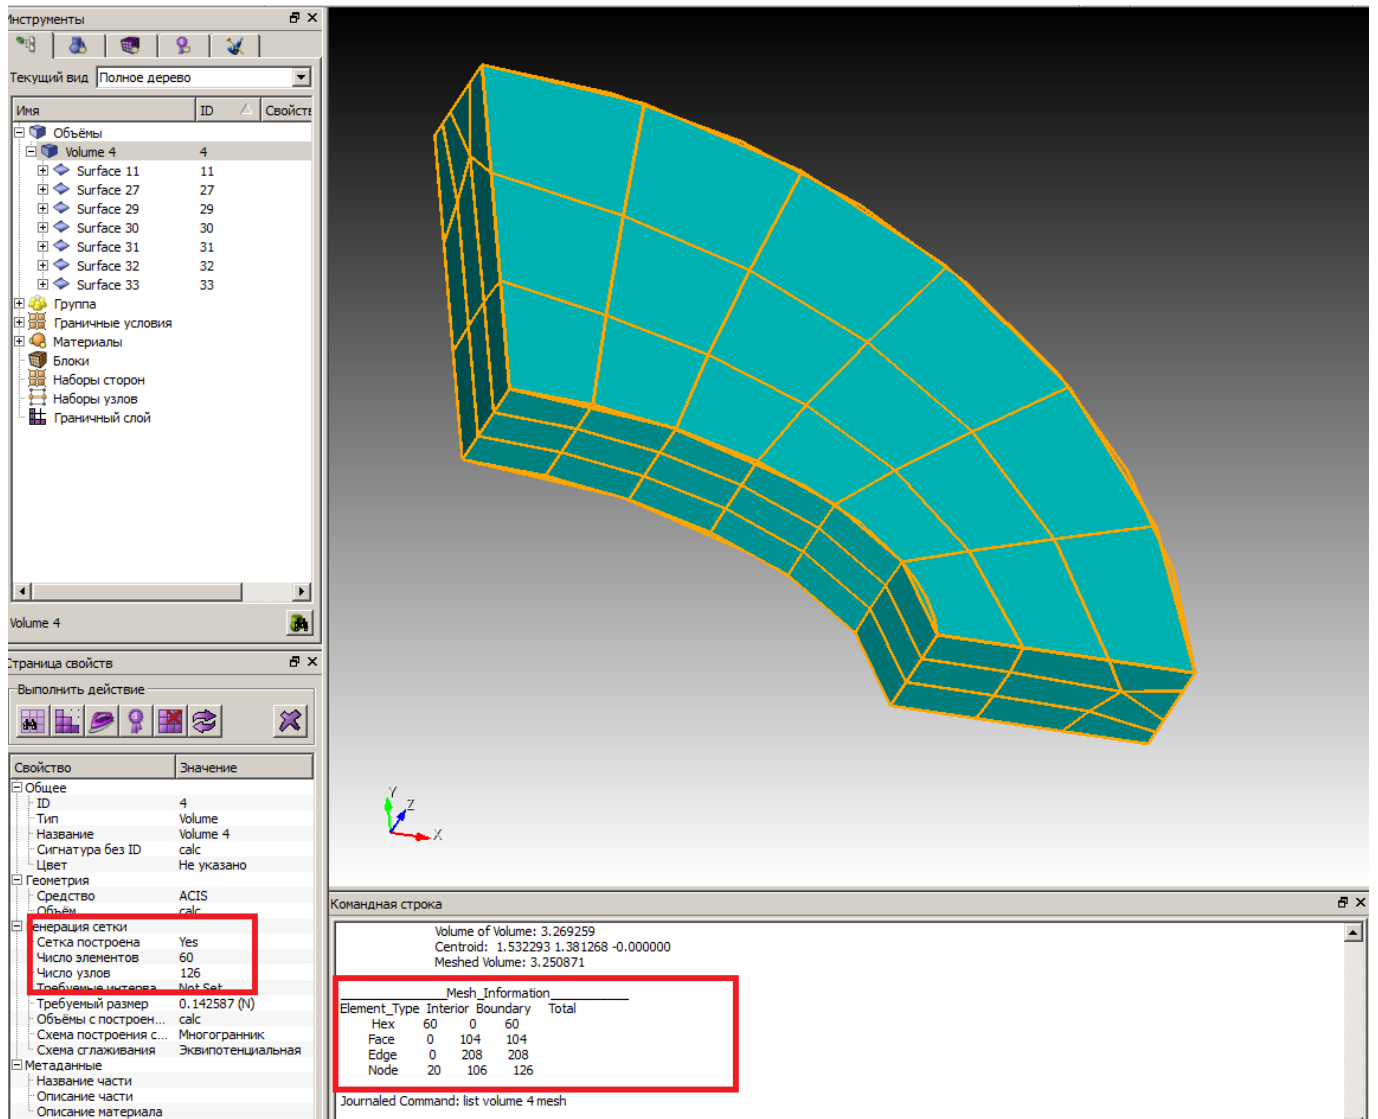 Инструменты
Текущий вид Полное дерево
Имя ID Свойств
Объёмы
Volume 4 4
Surface 11 11
Surface 27 27
Surface 29 29
Surface 30 30
Surface 31 31
Surface 32 32
Surface 33 33
Группа
Граничные условия
Материалы
Блоки
Наборы сторон
Наборы узлов
Граничный слой
Volume 4
Страница свойств
Выполнить действие
Свойство Значение
Общее
ID 4
Тип Volume
Название Volume 4
Сигнатура без ID calc
Цвет Не указано
Геометрия
Средство ACIS
Объём calc
Генерация сетки
Сетка построена Yes
Число элементов 60
Число узлов 126
Требуемые интерва... Not Set
Требуемый размер 0.142587 (N)
Объёмы с построен... calc
Схема построения с... Многогранник
Схема сглаживания Эквипотенциальная
Метаданные
Название части
Описание части
Описание материала
Y
Z
X
Командная строка
Volume of Volume: 3.269259
Centroid: 1.532293 1.381268 -0.000000
Meshed Volume: 3.250871
_______________Mesh_Information___________
Element_Type Interior Boundary Total
Hex 60 0 60
Face 0 104 104
Edge 0 208 208
Node 20 106 126
Journaled Command: list volume 4 mesh